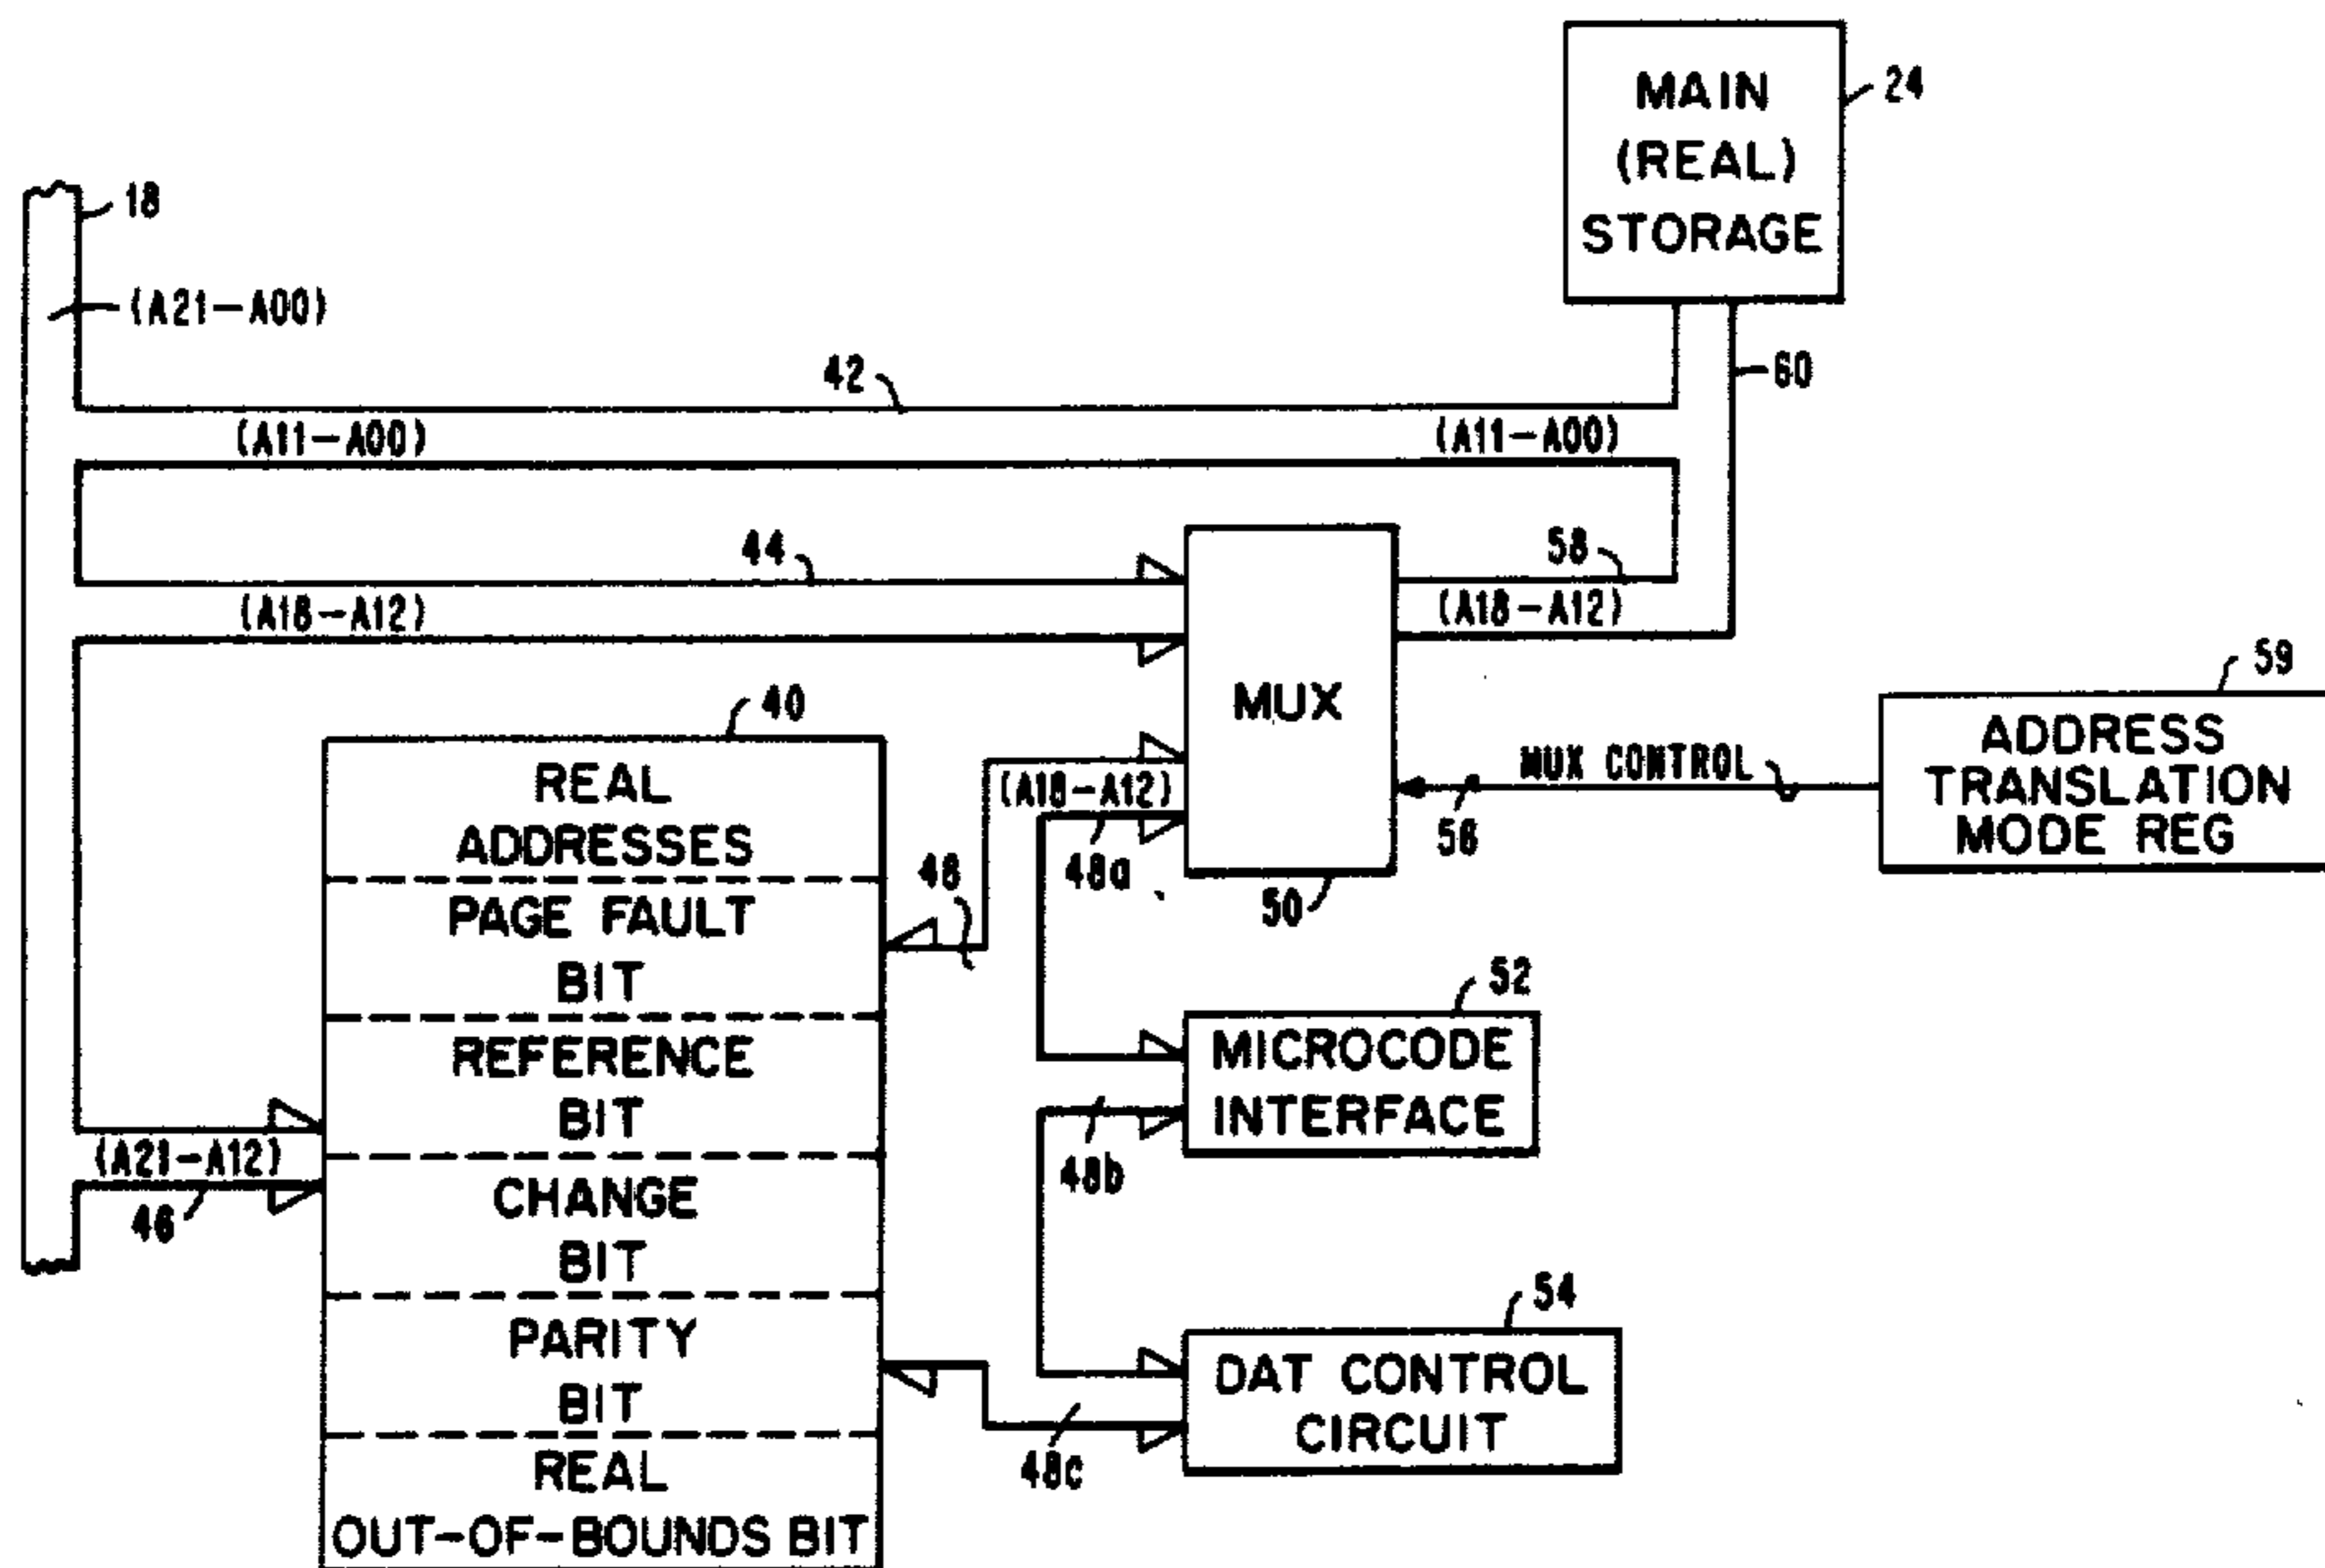 MAIN
(REAL)
STORAGE
24
18
(A21-A00)
42
60
(A11-A00)
(A11-A00)
44
58
(A18-A12)
(A18-A12)
MUX
50
59
ADDRESS
TRANSLATION
MODE REG
MUX CONTROL
56
40
REAL
ADDRESSES
PAGE FAULT
BIT
REFERENCE
BIT
CHANGE
BIT
PARITY
BIT
REAL
OUT-OF-BOUNDS BIT
(A21-A12)
46
48
(A18-A12)
48a
52
MICROCODE
INTERFACE
48b
54
DAT CONTROL
CIRCUIT
48c